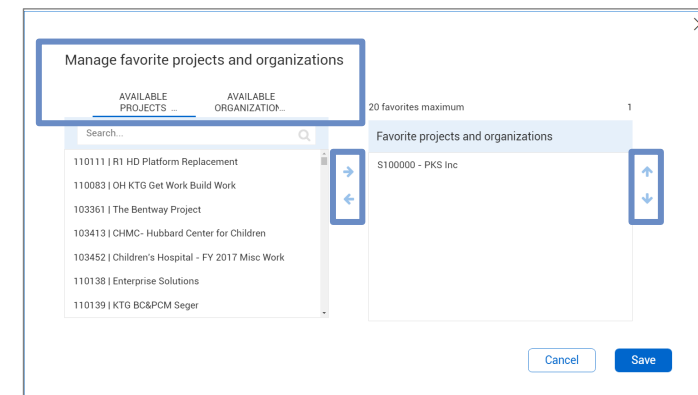 Manage favorite projects and organizations
AVAILABLE
PROJECTS ...
AVAILABLE
ORGANIZATION...
20 favorites maximum 1
Search...
Favorite projects and organizations
110111 | R1 HD Platform Replacement
S100000 - PKS Inc
110083 | OH KTG Get Work Build Work
103361 | The Bentway Project
103413 | CHMC- Hubbard Center for Children
103452 | Children's Hospital - FY 2017 Misc Work
110138 | Enterprise Solutions
110139 | KTG BC&PCM Seger
Cancel Save